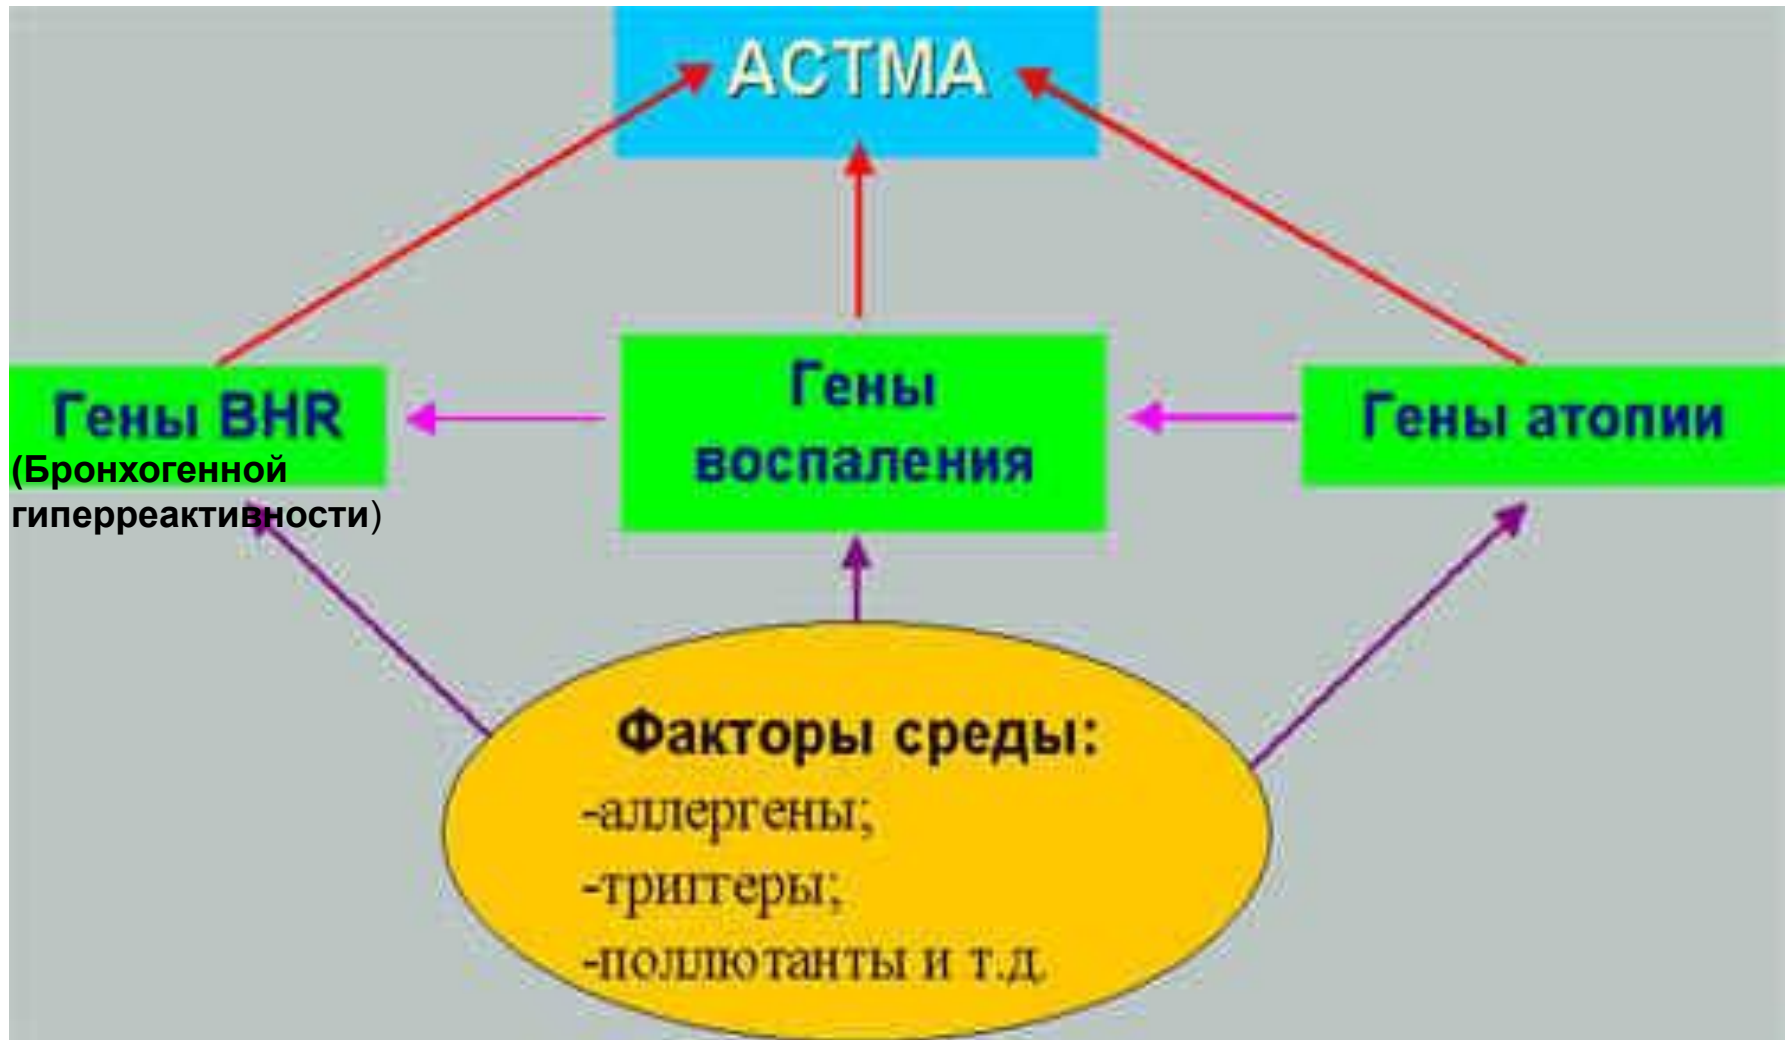 АСТМА
Гены BHR
(Бронхогенной
гиперреактивности)
Гены
воспаления
Гены атопии
Факторы среды:
-аллергены;
-триггеры;
-поллютанты и т.д.